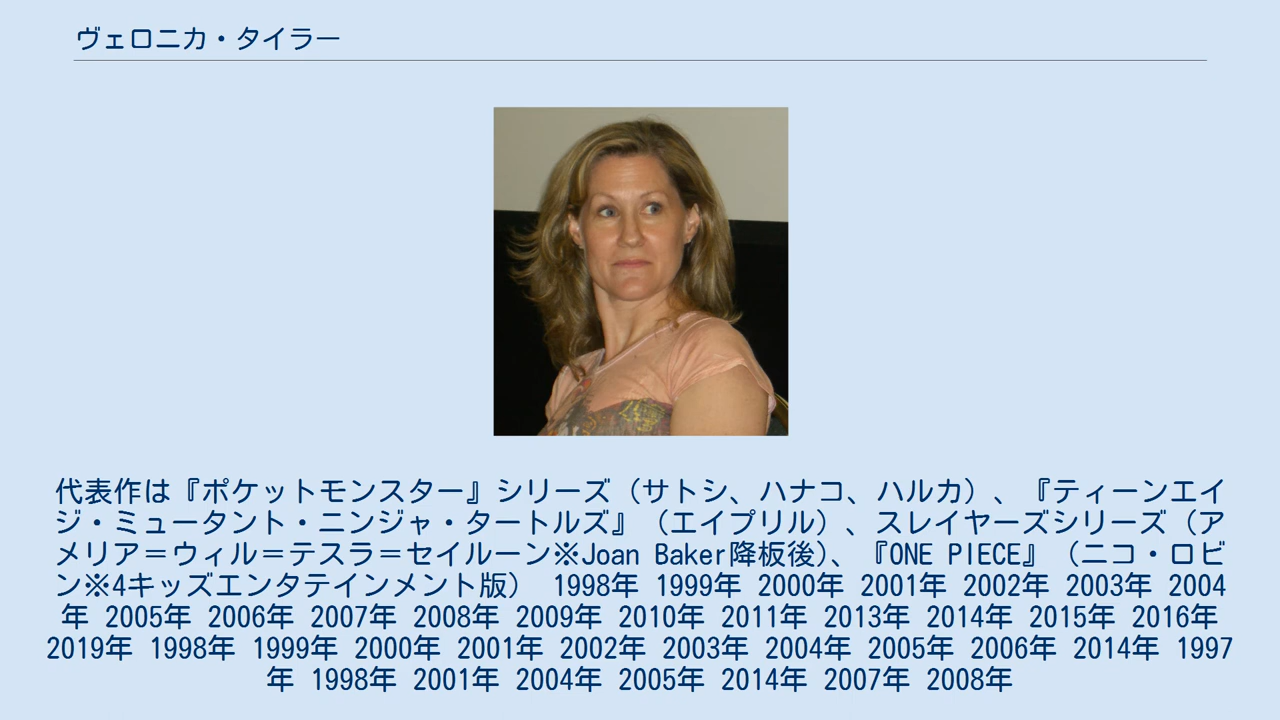 ヴェロニカ・タイラー
代表作は『ポケットモンスター』シリーズ（サトシ、ハナコ、ハルカ）、『ティーンエイ
ジ・ミュータント・ニンジャ・タートルズ』（エイプリル）、スレイヤーズシリーズ（ア
メリア＝ウィル＝テスラ＝セイルーン※Joan Baker降板後)、『ONE PIECE』（ニコ・ロビ
ン※4キッズエンタテインメント版） 1998年 1999年 2000年 2001年 2002年 2003年 2004
年 2005年 2006年 2007年 2008年 2009年 2010年 2011年 2013年 2014年 2015年 2016年
2019年 1998年 1999年 2000年 2001年 2002年 2003年 2004年 2005年 2006年 2014年 1997
年 1998年 2001年 2004年 2005年 2014年 2007年 2008年